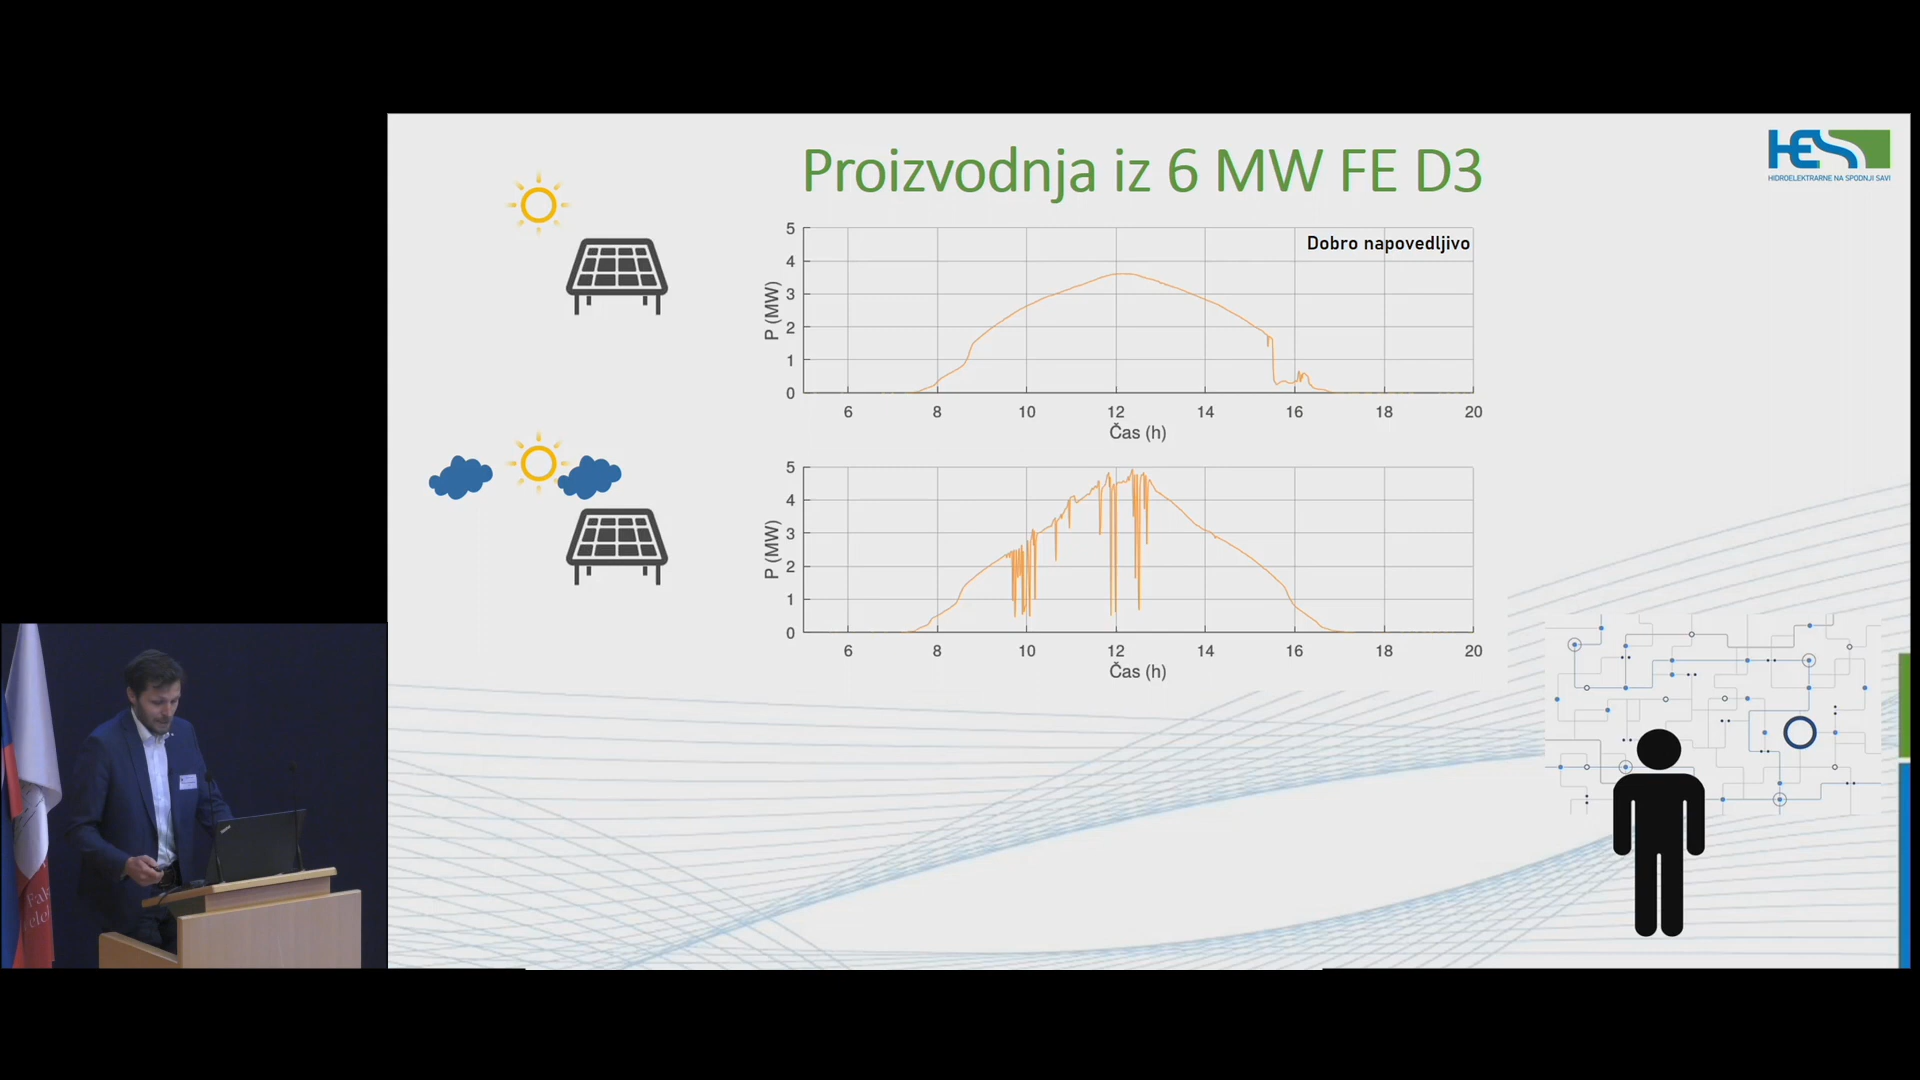 Proizvodnja iz 6 MW FE D3
HESS
HIDROELEKTRARNE NA SPODNJI SAVI
Dobro napovedljivo
P (MW)
5
4
3
2
1
0
6 8 10 12 14 16 18 20
Čas (h)
P (MW)
5
4
3
2
1
0
6 8 10 12 14 16 18 20
Čas (h)